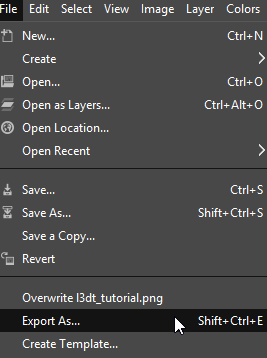 File Edit Select View Image Layer Colors
New... Ctrl+N
Create
Open... Ctrl+O
Open as Layers... Ctrl+Alt+O
Open Location...
Open Recent
Save... Ctrl+S
Save As... Shift+Ctrl+S
Save a Copy...
Revert
Overwrite l3dt_tutorial.png
Export As... Shift+Ctrl+E
Create Template...